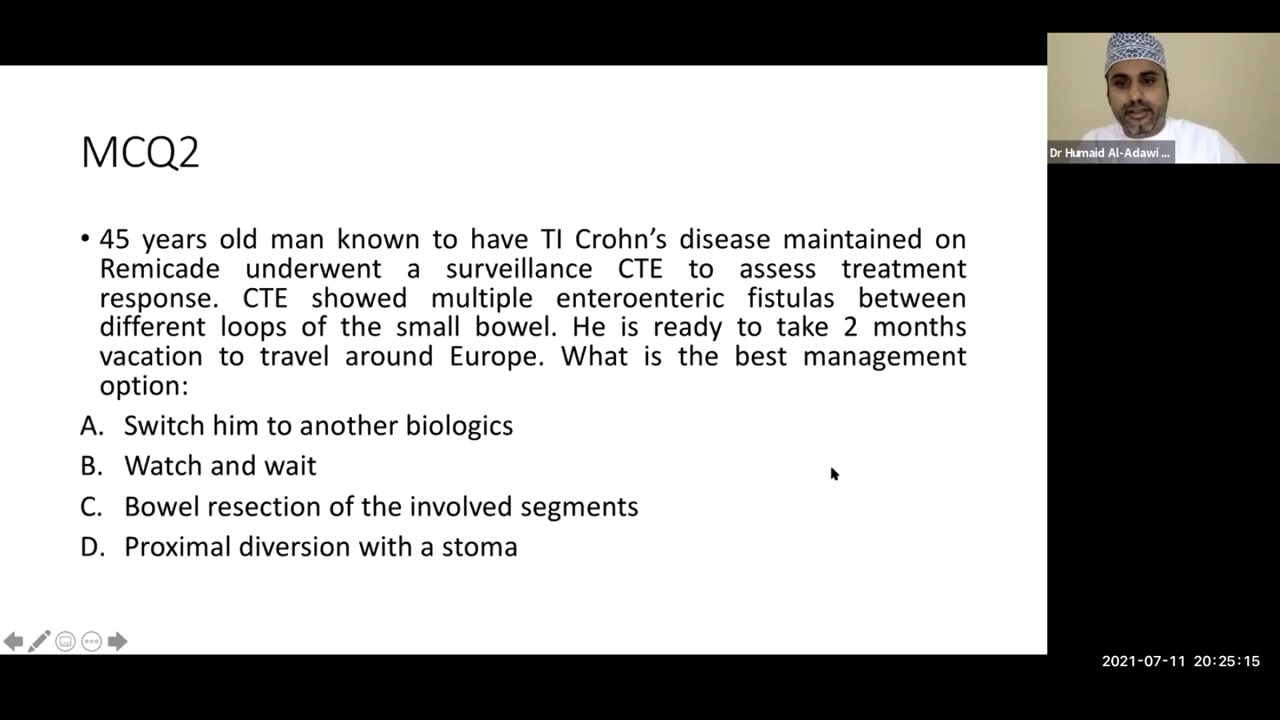 MCQ2
• 45 years old man known to have TI Crohn's disease maintained on
Remicade underwent a surveillance CTE to assess treatment
response. CTE showed multiple enteroenteric fistulas between
different loops of the small bowel. He is ready to take 2 months
vacation to travel around Europe. What is the best management
option:
A. Switch him to another biologics
B. Watch and wait
C. Bowel resection of the involved segments
D. Proximal diversion with a stoma
Dr Humaid Al-Adawi ...
2021-07-11 20:25:15